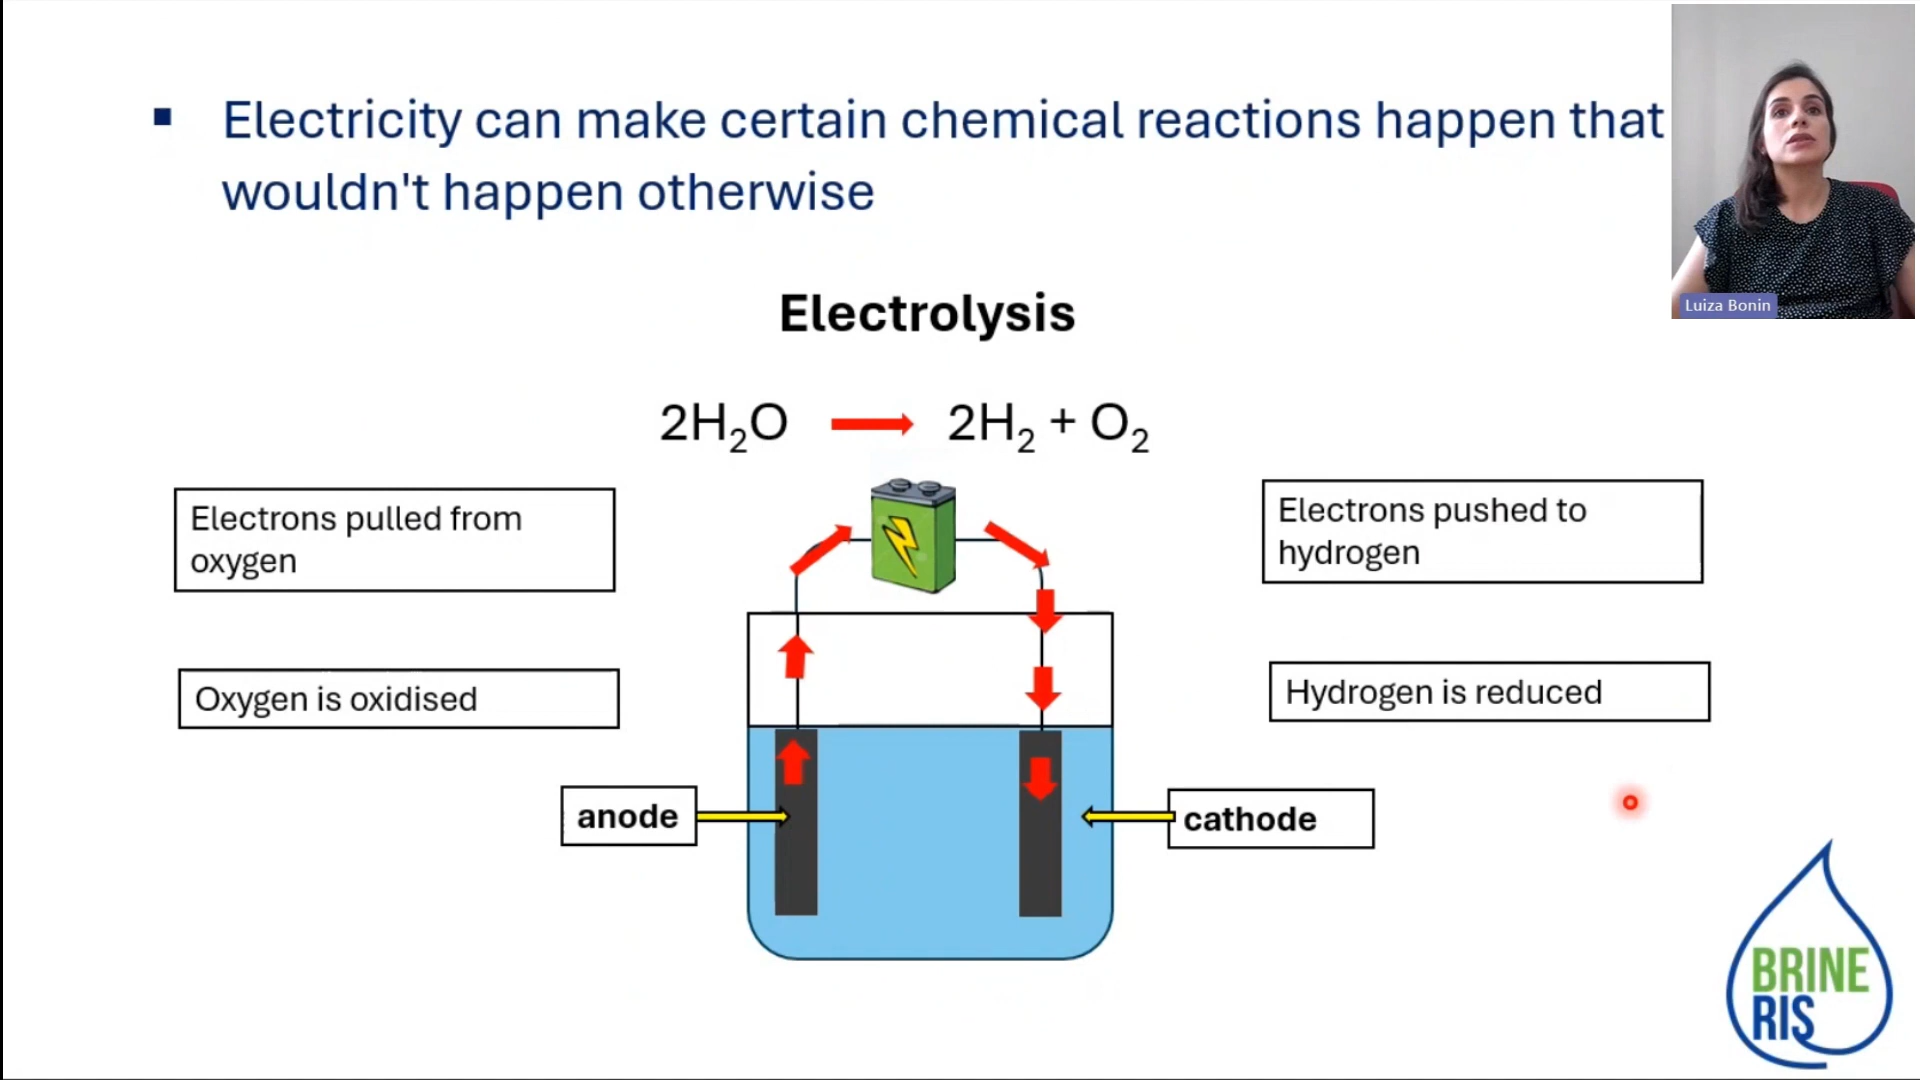 ▪ Electricity can make certain chemical reactions happen that
wouldn't happen otherwise
Luiza Bonin
Electrolysis
2H₂O → 2H₂ + O₂
Electrons pulled from
oxygen
Electrons pushed to
hydrogen
Oxygen is oxidised
Hydrogen is reduced
anode
cathode
BRINE
RIS